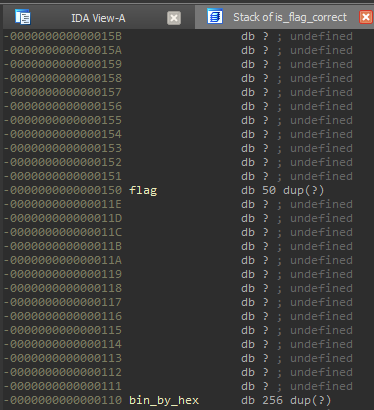 IDA View-A Stack of is_flag_correct
-000000000000015B db ? ; undefined
-000000000000015A db ? ; undefined
-0000000000000159 db ? ; undefined
-0000000000000158 db ? ; undefined
-0000000000000157 db ? ; undefined
-0000000000000156 db ? ; undefined
-0000000000000155 db ? ; undefined
-0000000000000154 db ? ; undefined
-0000000000000153 db ? ; undefined
-0000000000000152 db ? ; undefined
-0000000000000151 db ? ; undefined
-0000000000000150 flag db 50 dup(?)
-000000000000011E db ? ; undefined
-000000000000011D db ? ; undefined
-000000000000011C db ? ; undefined
-000000000000011B db ? ; undefined
-000000000000011A db ? ; undefined
-0000000000000119 db ? ; undefined
-0000000000000118 db ? ; undefined
-0000000000000117 db ? ; undefined
-0000000000000116 db ? ; undefined
-0000000000000115 db ? ; undefined
-0000000000000114 db ? ; undefined
-0000000000000113 db ? ; undefined
-0000000000000112 db ? ; undefined
-0000000000000111 db ? ; undefined
-0000000000000110 bin_by_hex db 256 dup(?)